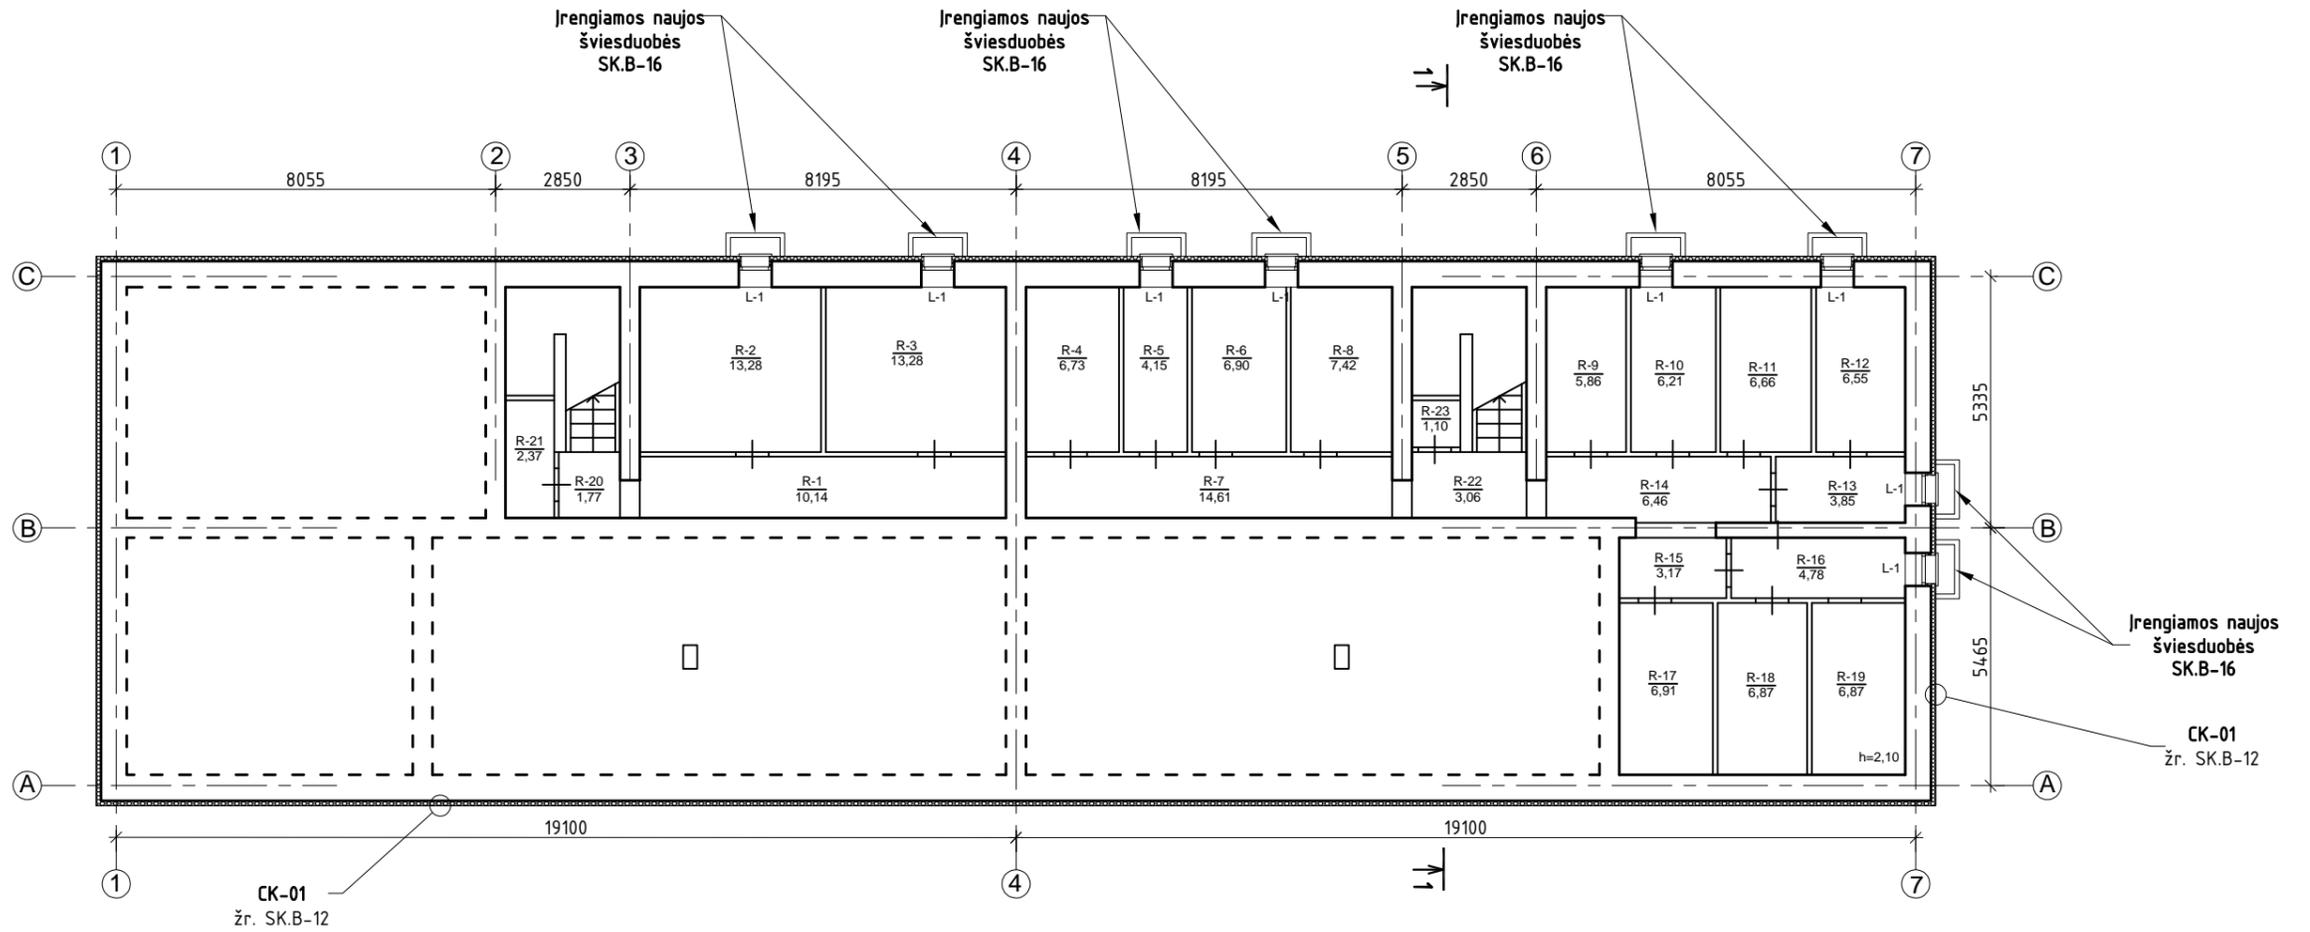 Įrengiamos naujos
šviesduobės
SK.B-16
Įrengiamos naujos
šviesduobės
SK.B-16
Įrengiamos naujos
šviesduobės
SK.B-16
1
1 2 3 4 5 6 7
8055 2850 8195 8195 2850 8055
C C
L-1 L-1 L-1 L-1 L-1 L-1
R-2
13,28
R-3
13,28
R-4
6,73
R-5
4,15
R-6
6,90
R-8
7,42
R-9
5,86
R-10
6,21
R-11
6,66
R-12
6,55
5335
R-23
1,10
R-21
2,37
R-20
1,77
R-1
10,14
R-7
14,61
R-22
3,06
R-14
6,46
R-13
3,85
L-1
B B
R-15
3,17
R-16
4,78
L-1
5465
Įrengiamos naujos
šviesduobės
SK.B-16
R-17
6,91
R-18
6,87
R-19
6,87
h=2,10
CK-01
žr. SK.B-12
A A
19100 19100
1 4 7
1
CK-01
žr. SK.B-12